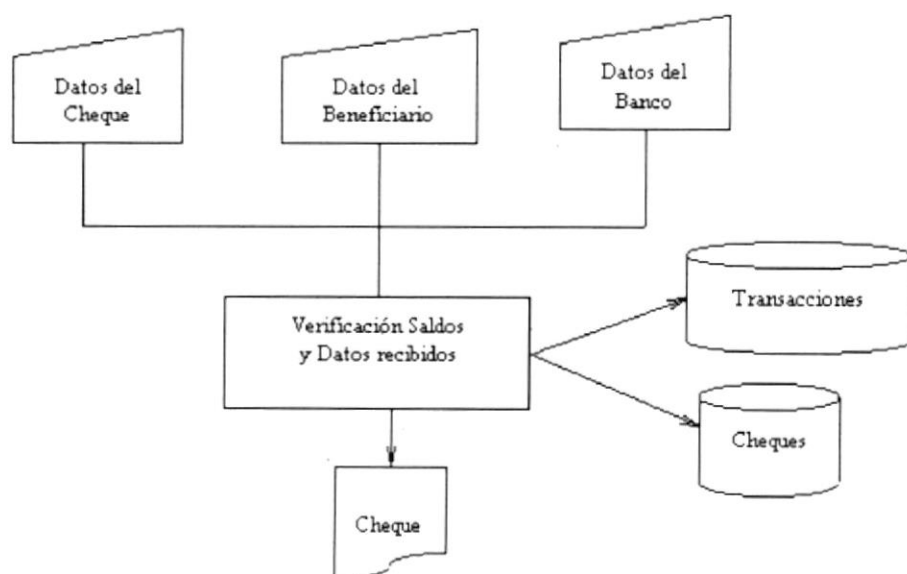 Datos del
Cheque
Datos del
Beneficiario
Datos del
Banco
Verificación Saldos
y Datos recibidos
Transacciones
Cheques
Cheque